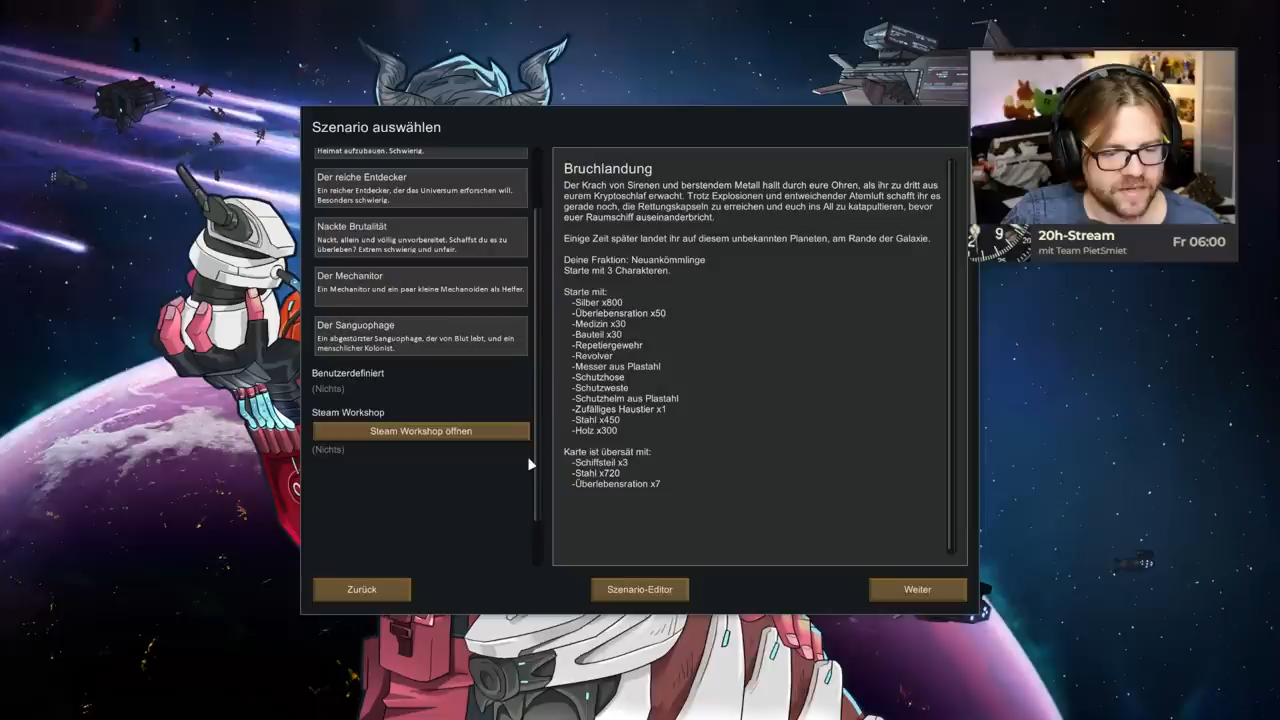 Szenario auswählen
Heimat aufzubauen. Schwierig.
Der reiche Entdecker
Ein reicher Entdecker, der das Universum erforschen will.
Besonders schwierig.
Nackte Brutalität
Nackt, allein und völlig unvorbereitet. Schaffst du es zu
überleben? Extrem schwierig und unfair.
Der Mechanitor
Ein Mechanitor und ein paar kleine Mechanoiden als Helfer.
Der Sanguophage
Ein abgestürzter Sanguophage, der von Blut lebt, und ein
menschlicher Kolonist.
Benutzerdefiniert
(Nichts)
Steam Workshop
Steam Workshop öffnen
(Nichts)
Bruchlandung
Der Krach von Sirenen und berstendem Metall hallt durch eure Ohren, als ihr zu dritt aus
eurem Kryptoschlaf erwacht. Trotz Explosionen und entweichender Atemluft schafft ihr es
gerade noch, die Rettungskapseln zu erreichen und euch ins All zu katapultieren, bevor
euer Raumschiff auseinanderbricht.
Einige Zeit später landet ihr auf diesem unbekannten Planeten, am Rande der Galaxie.
Deine Fraktion: Neuankömmlinge
Starte mit 3 Charakteren.
Starte mit:
-Silber x800
-Überlebensration x50
-Medizin x30
-Bauteil x30
-Repetiergewehr
-Revolver
-Messer aus Plastahl
-Schutzhose
-Schutzweste
-Schutzhelm aus Plastahl
-Zufälliges Haustier x1
-Stahl x450
-Holz x300
Karte ist übersät mit:
-Schiffsteil x3
-Stahl x720
-Überlebensration x7
Zurück
Szenario-Editor
Weiter
20h-Stream
mit Team PietSmiet
Fr 06:00